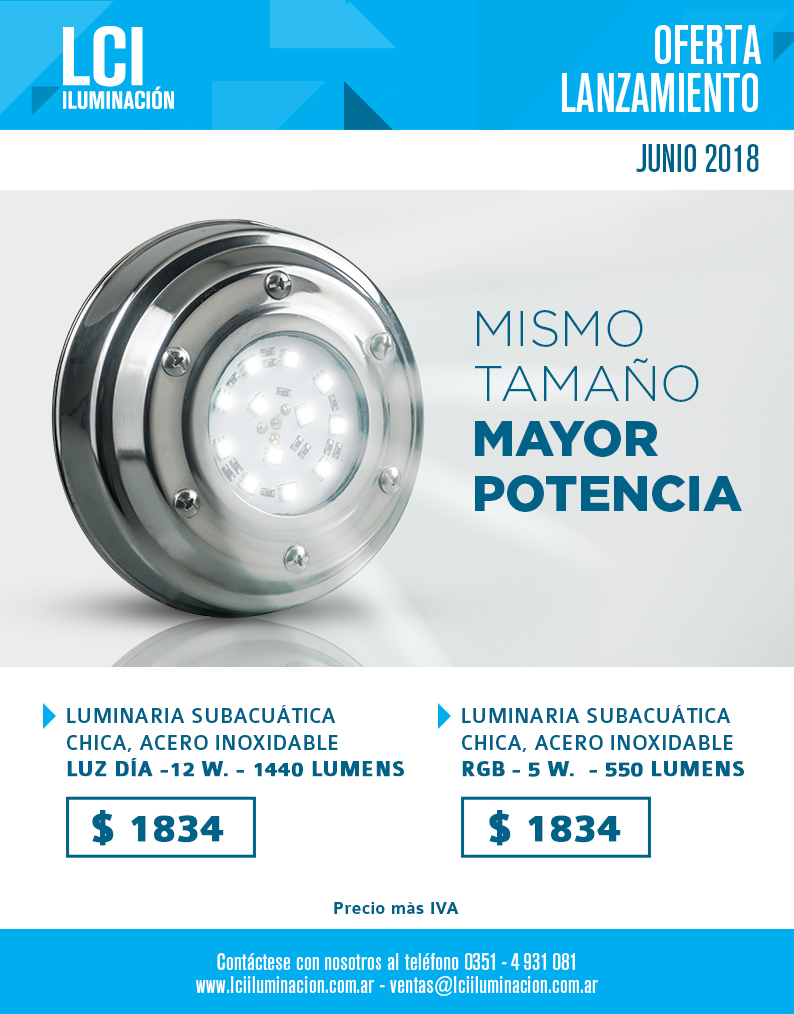 LCI
ILUMINACIÓN
OFERTA
LANZAMIENTO
JUNIO 2018
MISMO
TAMAÑO
MAYOR
POTENCIA
LUMINARIA SUBACUÁTICA
CHICA, ACERO INOXIDABLE
LUZ DÍA -12 W. - 1440 LUMENS
$ 1834
LUMINARIA SUBACUÁTICA
CHICA, ACERO INOXIDABLE
RGB - 5 W. - 550 LUMENS
$ 1834
Precio màs IVA
Contáctese con nosotros al teléfono 0351 - 4 931 081
www.lciiluminacion.com.ar - ventas@lciiluminacion.com.ar